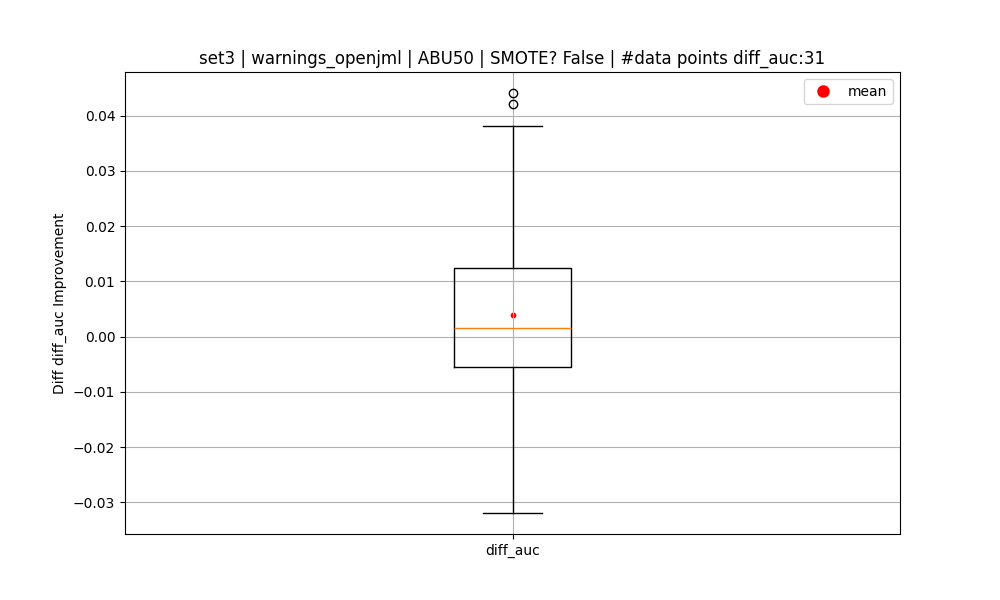 set3 | warnings_openjml | ABU50 | SMOTE? False | #data points diff_auc:31
mean
0.04
0.03
0.02
0.01
0.00
−0.01
−0.02
−0.03
Diff diff_auc Improvement
diff_auc